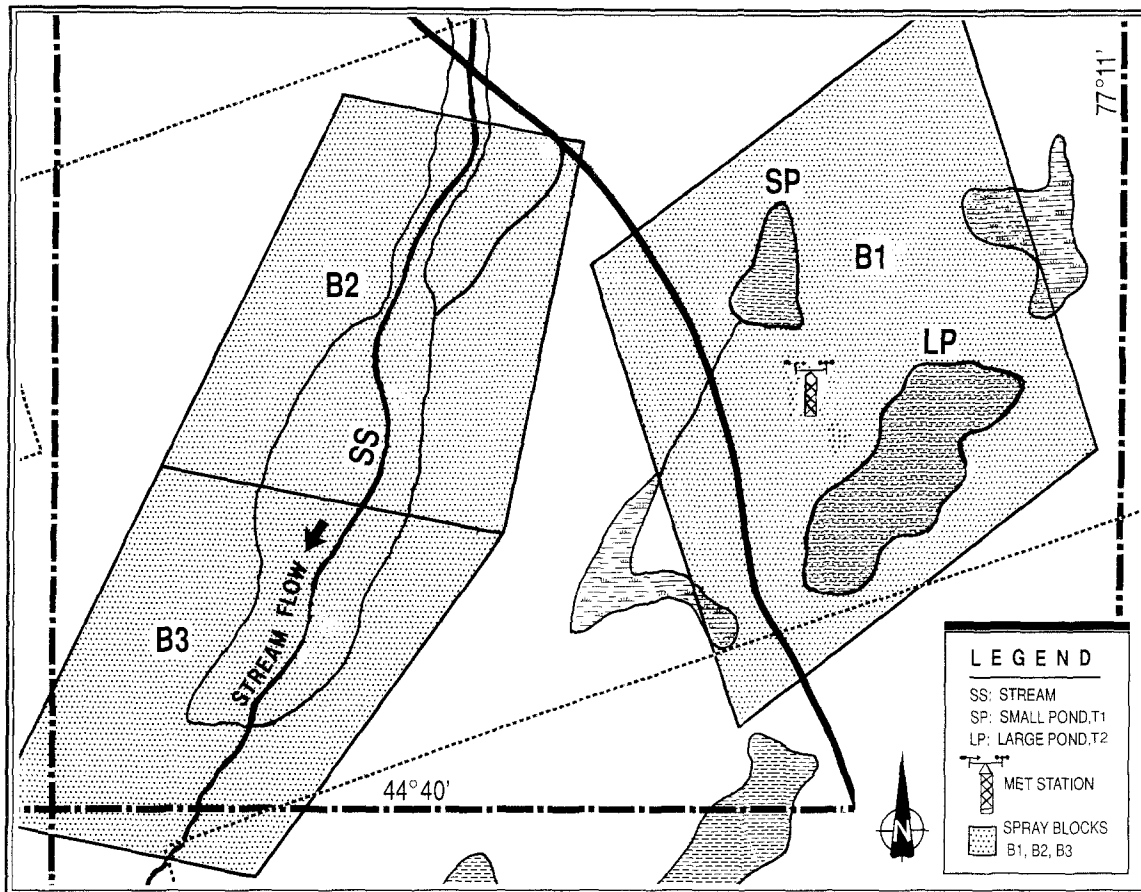 77°11'
SP
B1
B2
LP
SS
STREAM FLOW
B3
44°40'
LEGEND
SS: STREAM
SP: SMALL POND,T1
LP: LARGE POND,T2
MET STATION
SPRAY BLOCKS
B1, B2, B3
N